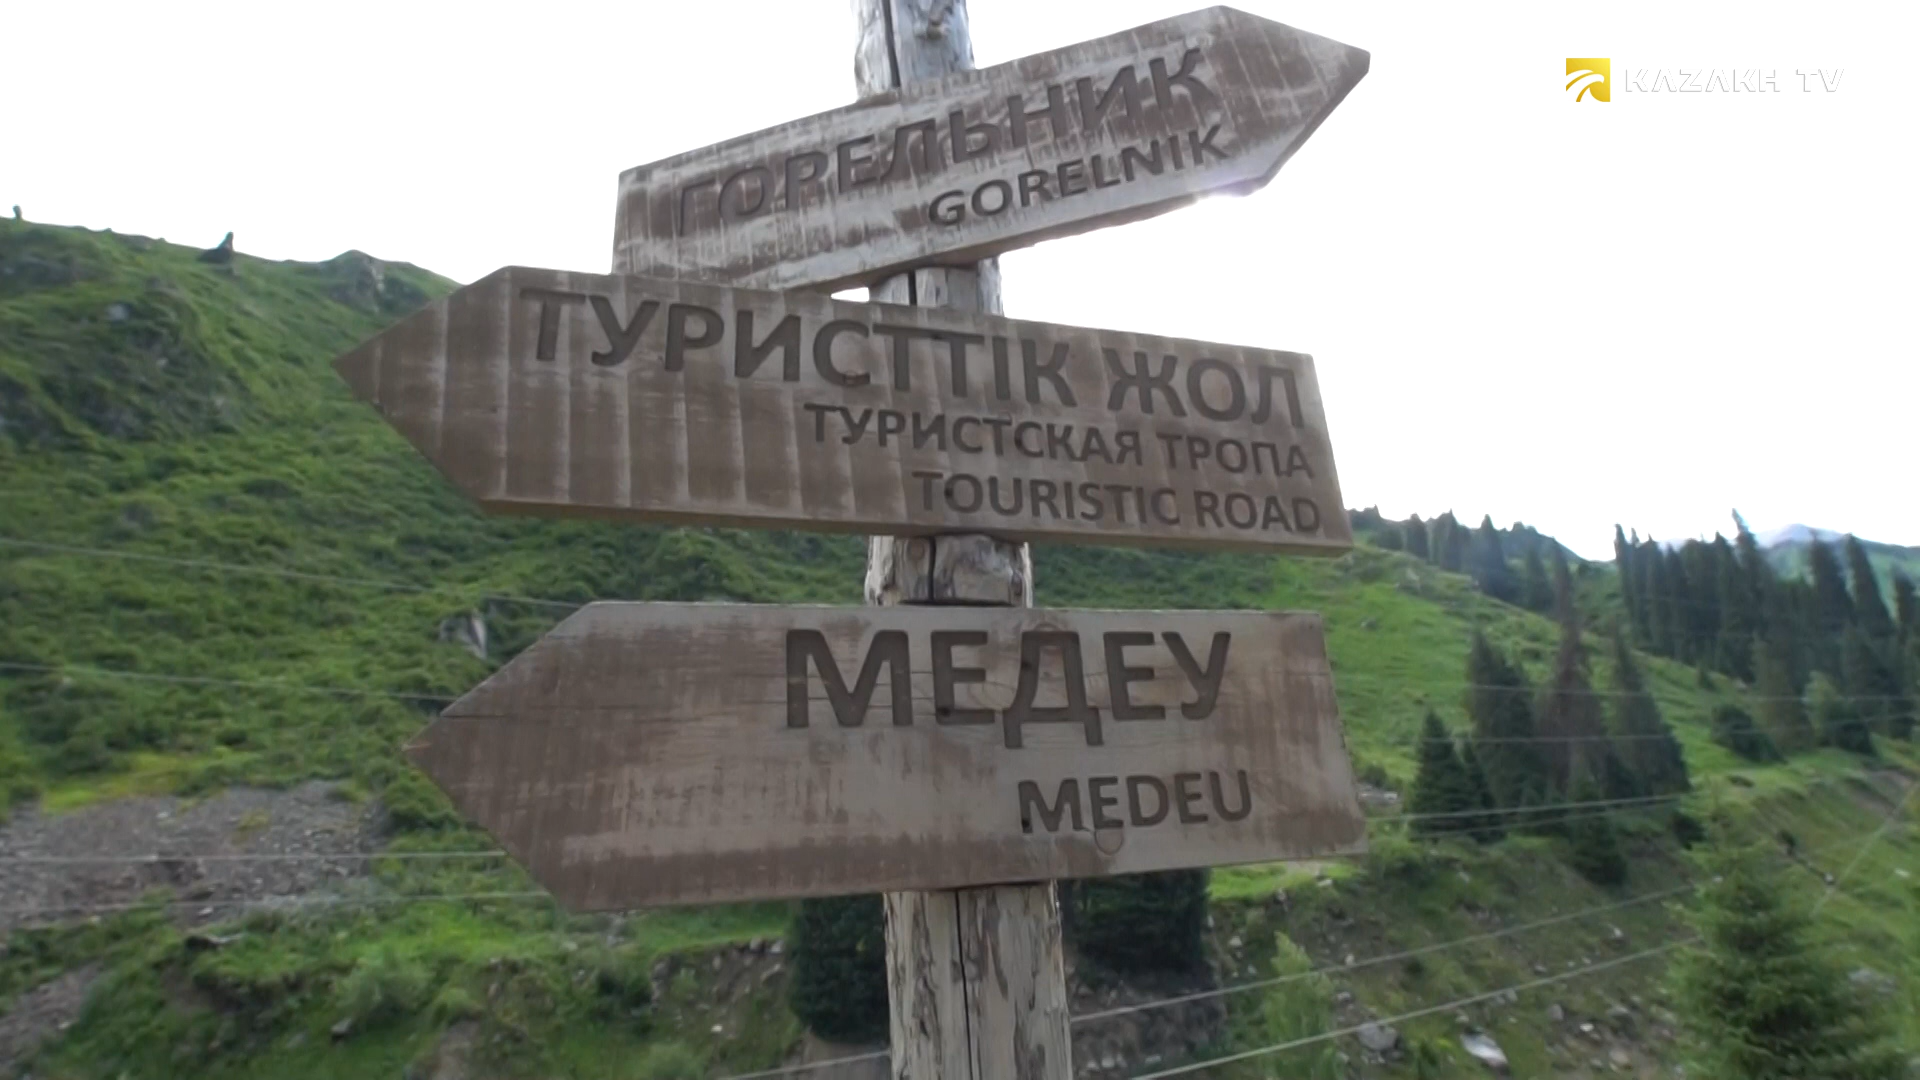 KAZAKH TV
ГОРЕЛЬНИК
GORELNIK
ТУРИСТТІК ЖОЛ
ТУРИСТСКАЯ ТРОПА
TOURISTIC ROAD
МЕДЕУ
MEDEU